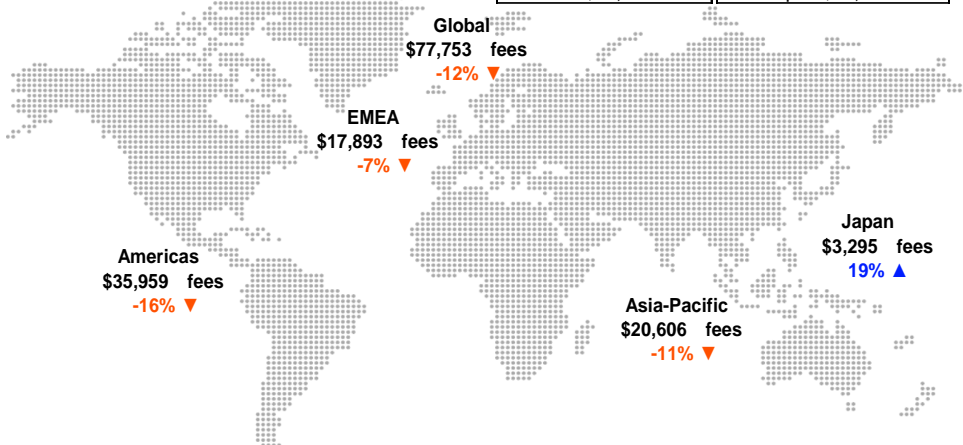 Global
$77,753 fees
-12% ▼
EMEA
$17,893 fees
-7% ▼
Japan
$3,295 fees
19% ▲
Americas
$35,959 fees
-16% ▼
Asia-Pacific
$20,606 fees
-11% ▼